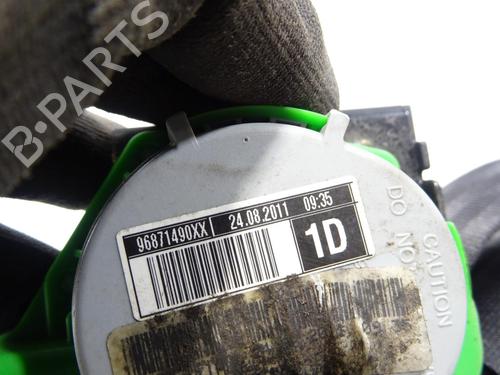 B-PARTS
96871490XX 24.08.2011 09:35
1D
CAUTION
DO NO